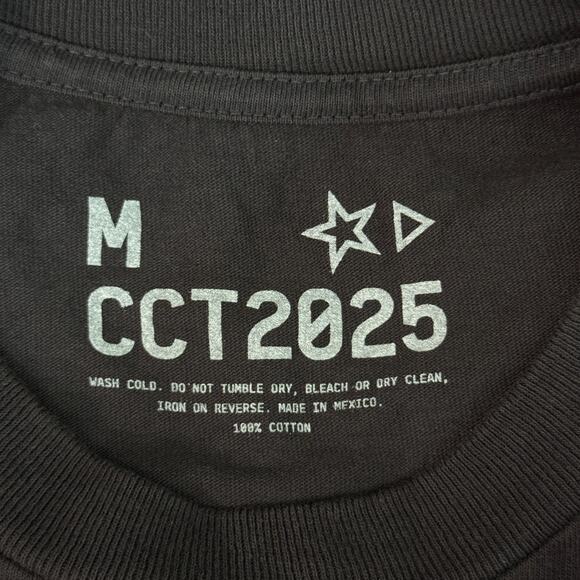 M
CCT2025
WASH COLD. DO NOT TUMBLE DRY, BLEACH OR DRY CLEAN,
IRON ON REVERSE. MADE IN MEXICO.
100% COTTON